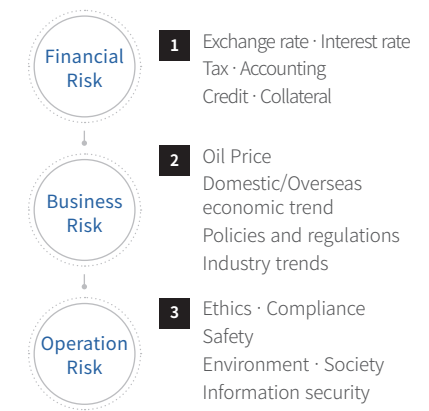 Financial
Risk
1
Exchange rate · Interest rate
Tax · Accounting
Credit · Collateral
Business
Risk
2
Oil Price
Domestic/Overseas
economic trend
Policies and regulations
Industry trends
Operation
Risk
3
Ethics · Compliance
Safety
Environment · Society
Information security